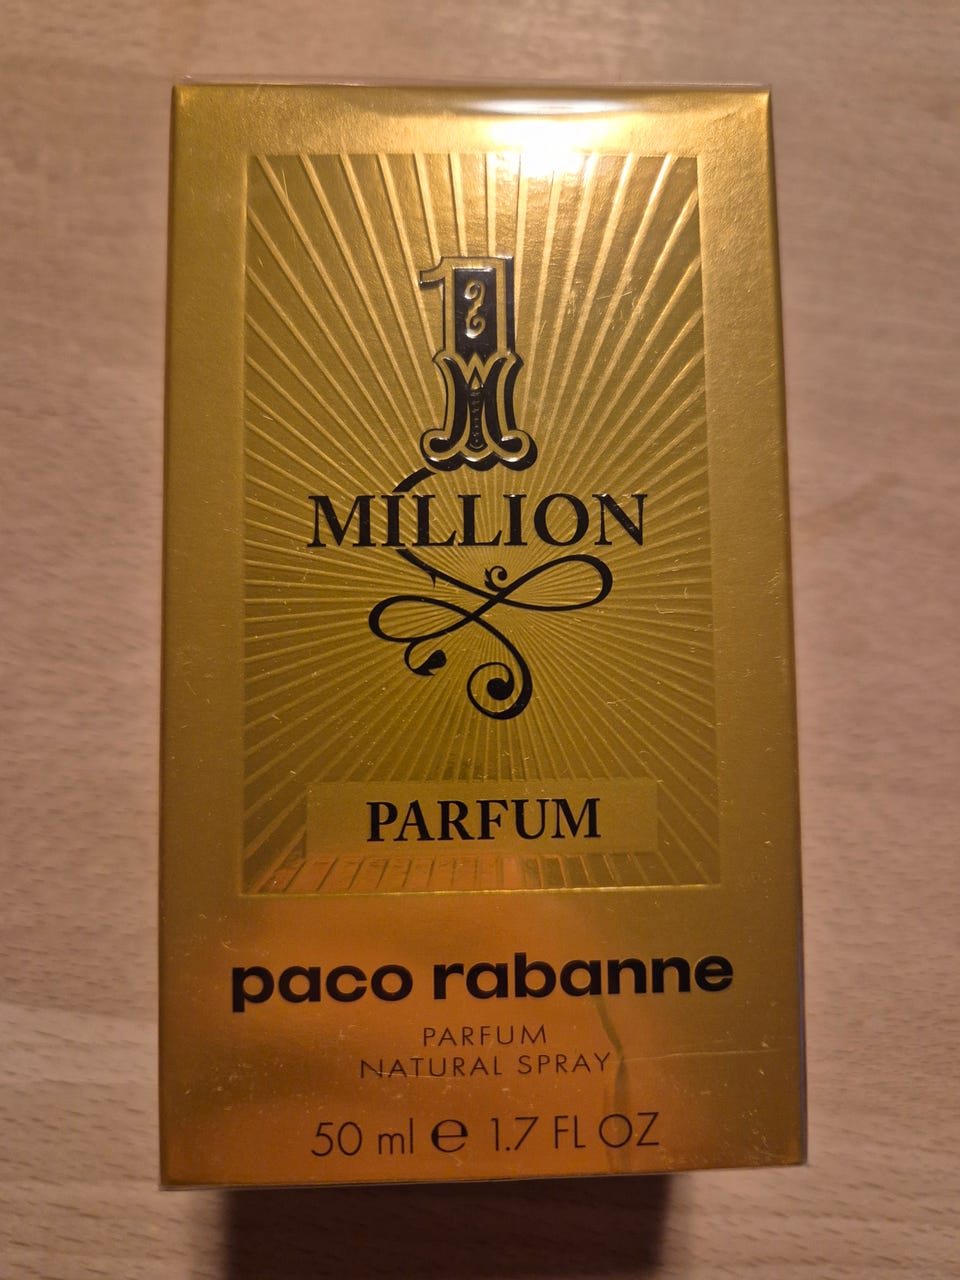 1
MILLION
PARFUM
paco rabanne
PARFUM
NATURAL SPRAY
50 ml ℮ 1.7 FL OZ